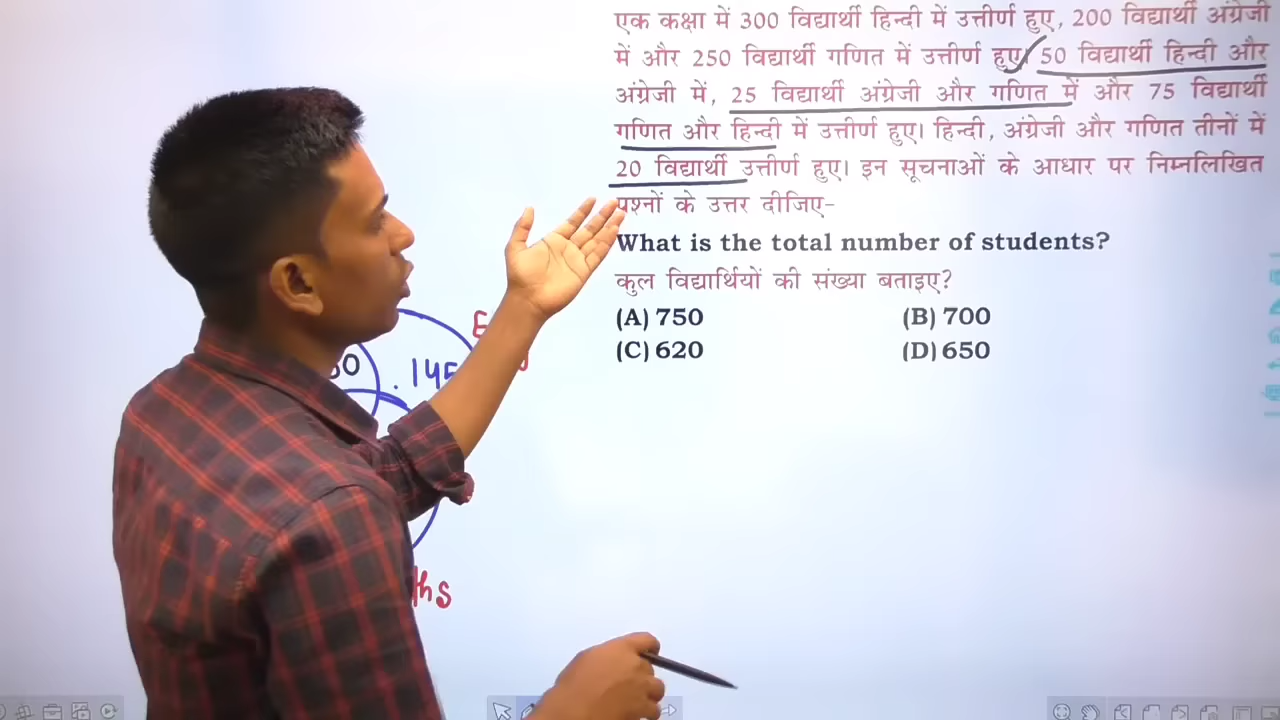 एक कक्षा में 300 विद्यार्थी हिन्दी में उत्तीर्ण हुए, 200 विद्यार्थी अंग्रेजी
में और 250 विद्यार्थी गणित में उत्तीर्ण हुए। 50 विद्यार्थी हिन्दी और
अंग्रेजी में, 25 विद्यार्थी अंग्रेजी और गणित में और 75 विद्यार्थी
गणित और हिन्दी में उत्तीर्ण हुए। हिन्दी, अंग्रेजी और गणित तीनों में
20 विद्यार्थी उत्तीर्ण हुए। इन सूचनाओं के आधार पर निम्नलिखित
प्रश्नों के उत्तर दीजिए-
What is the total number of students?
कुल विद्यार्थियों की संख्या बताइए?
(A) 750 (B) 700
(C) 620 (D) 650
E
145
ths